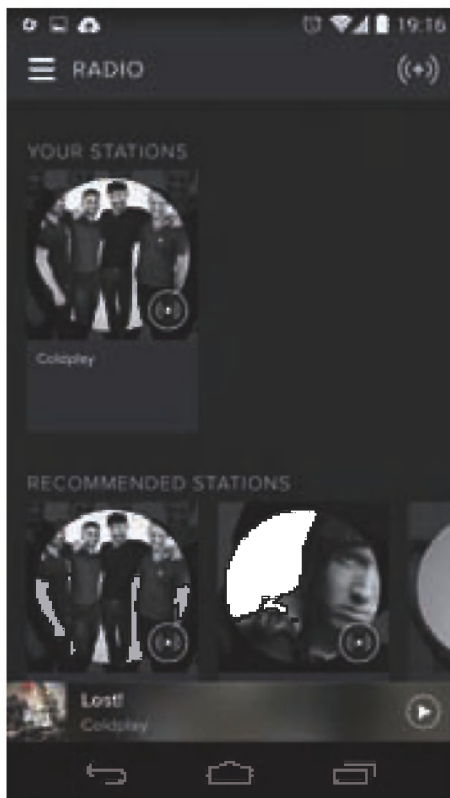 19:16
RADIO
YOUR STATIONS
Coldplay
RECOMMENDED STATIONS
Lost!
Coldplay